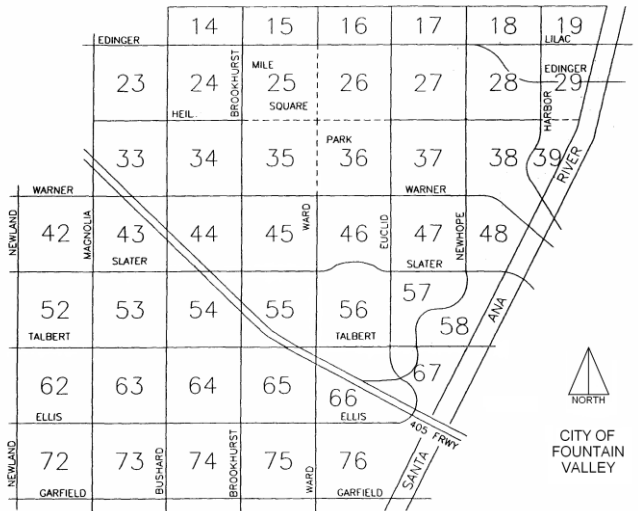 14 15 16 17 18 19
EDINGER LILAC
MILE EDINGER
23 24 25 26 27 28 29
BROOKHURST
SQUARE
HEIL HARBOR
PARK
33 34 35 36 37 38 39
RIVER
WARNER WARNER
NEWLAND MAGNOLIA WARD EUCLID NEWHOPE
42 43 44 45 46 47 48
SLATER SLATER
57
52 53 54 55 56 58
ANA
TALBERT TALBERT
62 63 64 65 66 67
ELLIS ELLIS
405 FRWY
NORTH
CITY OF
FOUNTAIN
VALLEY
NEWLAND BUSHARD BROOKHURST WARD SANTA
72 73 74 75 76
GARFIELD GARFIELD